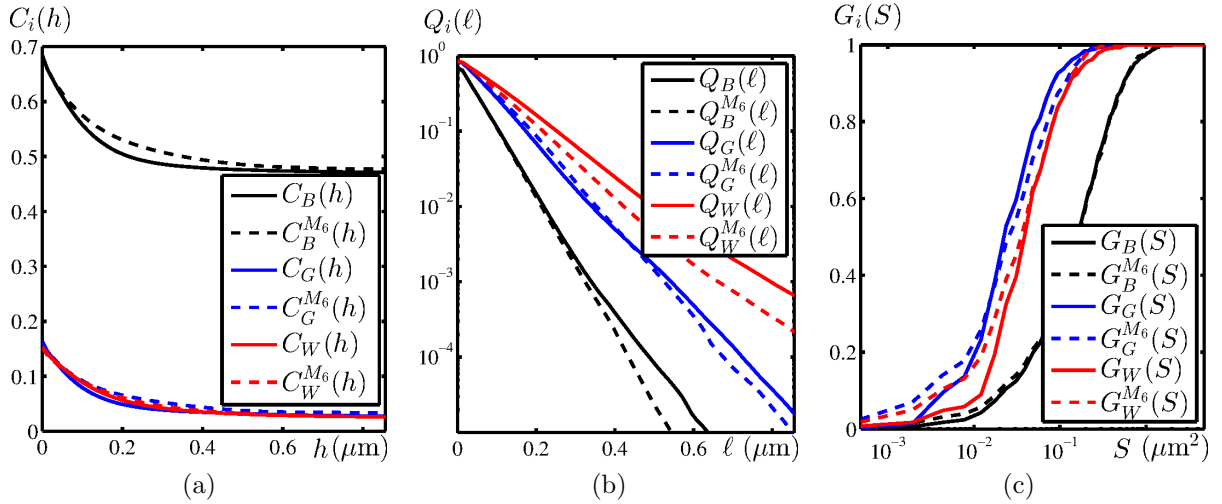 C_i(h)
0.7
0.6
0.5
0.4
0.3
0.2
0.1
0
0.2
0.4
0.6
h (μm)
C_B(h)
C_B^{M_6}(h)
C_G(h)
C_G^{M_6}(h)
C_W(h)
C_W^{M_6}(h)
(a)
Q_i(ℓ)
10^0
10^{-1}
10^{-2}
10^{-3}
10^{-4}
0
0.2
0.4
0.6
ℓ (μm)
Q_B(ℓ)
Q_B^{M_6}(ℓ)
Q_G(ℓ)
Q_G^{M_6}(ℓ)
Q_W(ℓ)
Q_W^{M_6}(ℓ)
(b)
G_i(S)
1
0.8
0.6
0.4
0.2
0
10^{-3}
10^{-2}
10^{-1}
S (μm^2)
G_B(S)
G_B^{M_6}(S)
G_G(S)
G_G^{M_6}(S)
G_W(S)
G_W^{M_6}(S)
(c)